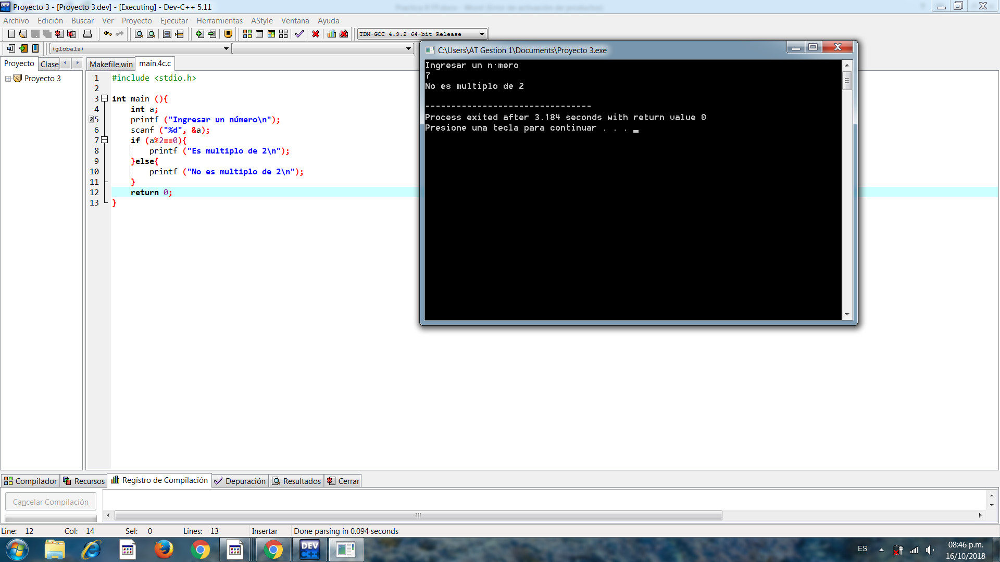 Proyecto 3 - [Proyecto 3.dev] - [Executing] - Dev-C++ 5.11
Archivo Edición Buscar Ver Proyecto Ejecutar Herramientas AStyle Ventana Ayuda
TDM-GCC 4.9.2 64-bit Release
(globals)
Proyecto Clase
Makefile.win main.4c.c
Proyecto 3
1 #include <stdio.h>
2
3 int main (){
4 int a;
5 printf ("Ingresar un número\n");
6 scanf ("%d", &a);
7 if (a%2==0){
8 printf ("Es multiplo de 2\n");
9 }else{
10 printf ("No es multiplo de 2\n");
11 }
12 return 0;
13 }
C:\Users\AT Gestion 1\Documents\Proyecto 3.exe
Ingresar un n·mero
7
No es multiplo de 2
--------------------------------
Process exited after 3.184 seconds with return value 0
Presione una tecla para continuar . . .
Compilador Recursos Registro de Compilación Depuración Resultados Cerrar
Cancelar Compilación
Line: 12 Col: 14 Sel: 0 Lines: 13 Insertar Done parsing in 0.094 seconds
DEV C++
ES
08:46 p.m.
16/10/2018